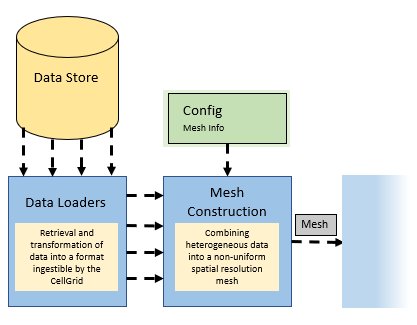 Data Store
Config
Mesh Info
Data Loaders
Retrieval and
transformation of
data into a format
ingestible by the
CellGrid
Mesh
Construction
Combining
heterogeneous data
into a non-uniform
spatial resolution
mesh
Mesh